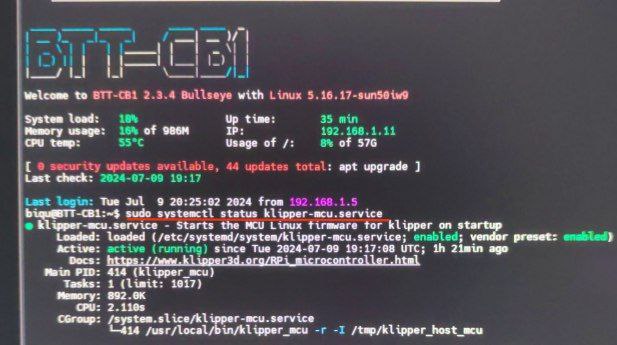 BTT-CB1
Welcome to BTT-CB1 2.3.4 Bullseye with Linux 5.16.17-sun50iw9
System load: 18% Up time: 35 min
Memory usage: 16% of 986M IP: 192.168.1.11
CPU temp: 55°C Usage of /: 8% of 57G
[ 0 security updates available, 44 updates total: apt upgrade ]
Last check: 2024-07-09 19:17
Last login: Tue Jul 9 20:25:02 2024 from 192.168.1.5
biqu@BTT-CB1:~$ sudo systemctl status klipper-mcu.service
● klipper-mcu.service - Starts the MCU Linux firmware for klipper on startup
Loaded: loaded (/etc/systemd/system/klipper-mcu.service; enabled; vendor preset: enabled)
Active: active (running) since Tue 2024-07-09 19:17:08 UTC; 1h 21min ago
Docs: https://www.klipper3d.org/RPi_microcontroller.html
Main PID: 414 (klipper_mcu)
Tasks: 1 (limit: 1017)
Memory: 892.0K
CPU: 2.110s
CGroup: /system.slice/klipper-mcu.service
└─414 /usr/local/bin/klipper_mcu -r -I /tmp/klipper_host_mcu